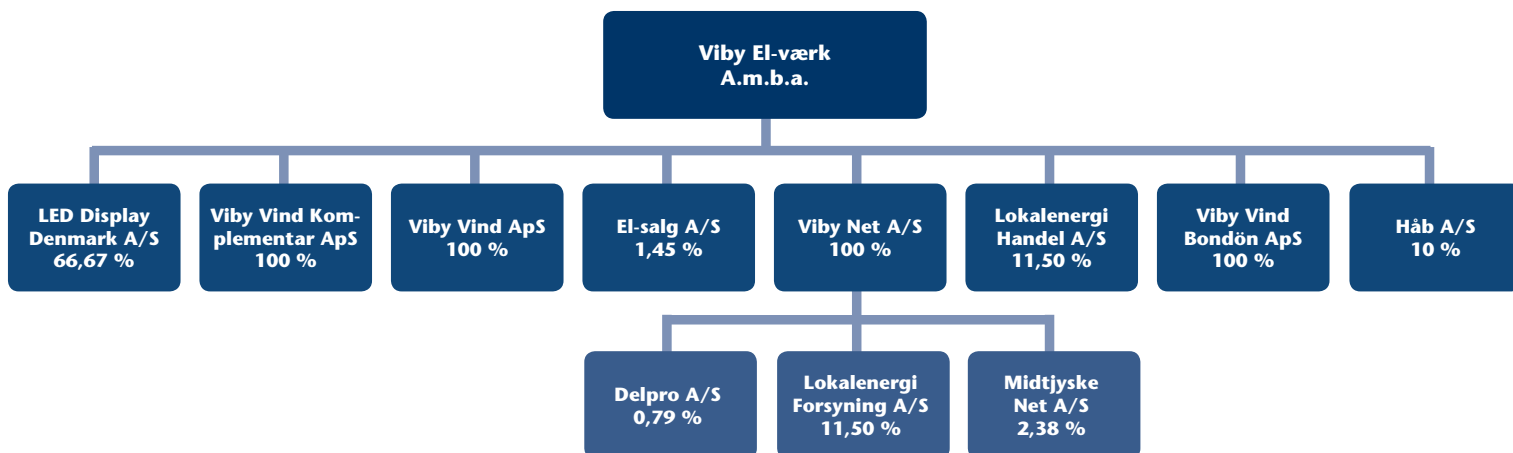 Viby El-værk
A.m.b.a.
LED Display
Denmark A/S
66,67 %
Viby Vind Kom-
plementar ApS
100 %
Viby Vind ApS
100 %
El-salg A/S
1,45 %
Viby Net A/S
100 %
Lokalenergi
Handel A/S
11,50 %
Viby Vind
Bondön ApS
100 %
Håb A/S
10 %
Delpro A/S
0,79 %
Lokalenergi
Forsyning A/S
11,50 %
Midtjyske
Net A/S
2,38 %